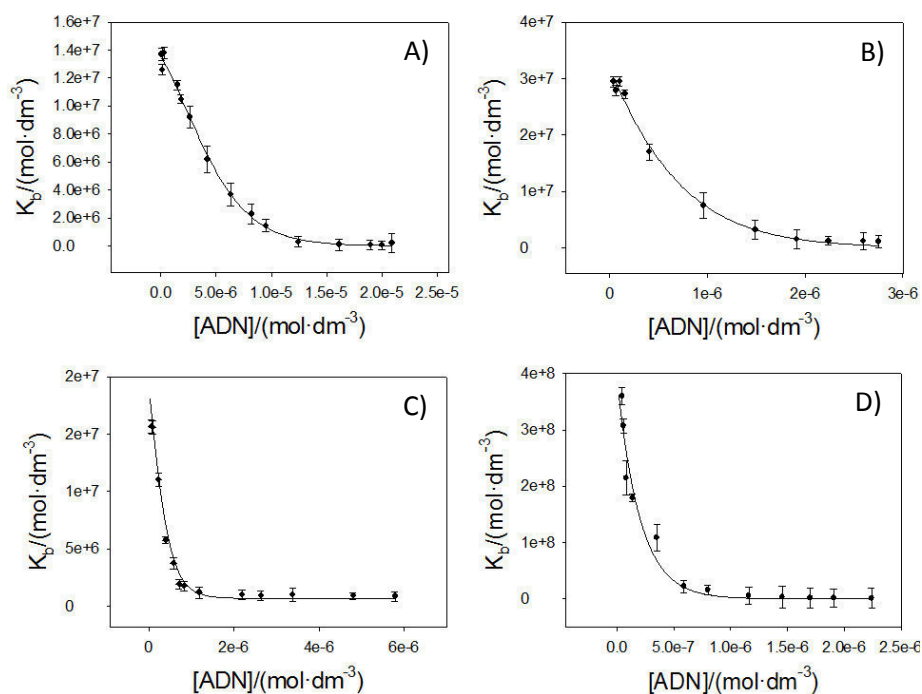 A)
K_b/(mol·dm⁻³)
1.6e+7
1.4e+7
1.2e+7
1.0e+7
8.0e+6
6.0e+6
4.0e+6
2.0e+6
0.0
0.0 5.0e-6 1.0e-5 1.5e-5 2.0e-5 2.5e-5
[ADN]/(mol·dm⁻³)
B)
K_b/(mol·dm⁻³)
4e+7
3e+7
2e+7
1e+7
0
0 1e-6 2e-6 3e-6
[ADN]/(mol·dm⁻³)
C)
K_b/(mol·dm⁻³)
2e+7
2e+7
1e+7
5e+6
0
0 2e-6 4e-6 6e-6
[ADN]/(mol·dm⁻³)
D)
K_b/(mol·dm⁻³)
4e+8
3e+8
2e+8
1e+8
0
0.0 5.0e-7 1.0e-6 1.5e-6 2.0e-6 2.5e-6
[ADN]/(mol·dm⁻³)